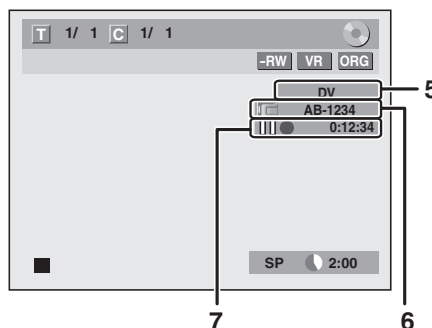 T 1/ 1 C 1/ 1
-RW VR ORG
DV 5
AB-1234
0:12:34
SP 2:00
7 6